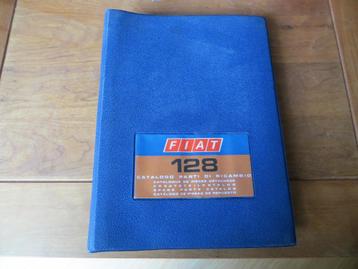 FIAT
128
CATALOGO PARTI DI RICAMBIO
CATALOGUE DE PIECES DETACHEES
ERSATZTEILKATALOG
SPARE PARTS CATALOG
CATALOGO DE PIEZAS DE REPUESTO